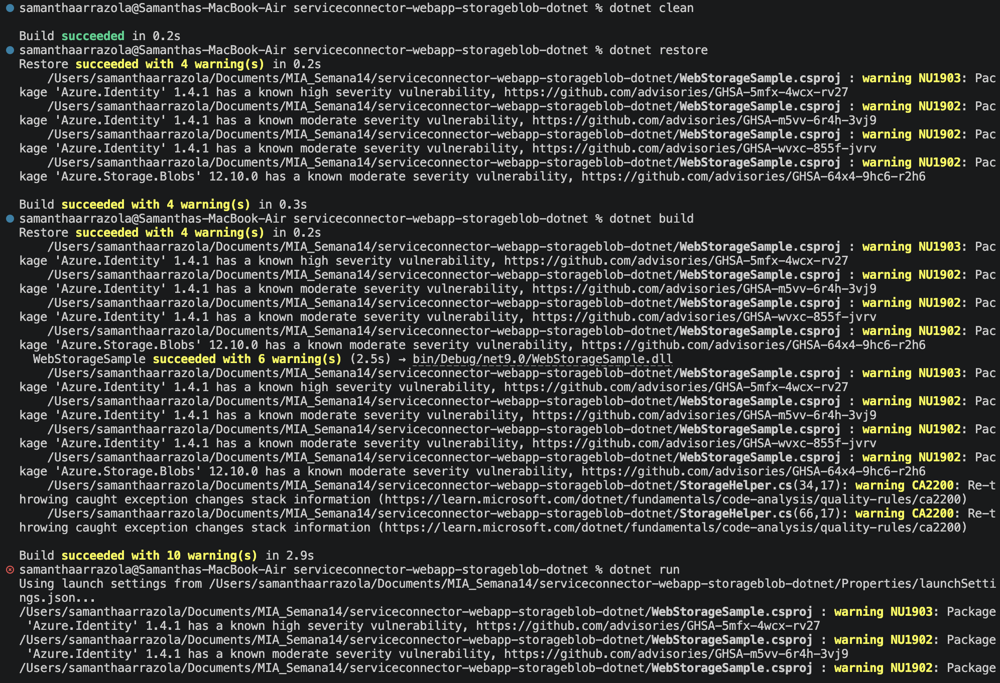 samanthaarrazola@Samanthas-MacBook-Air serviceconnector-webapp-storageblob-dotnet % dotnet clean
Build succeeded in 0.2s
samanthaarrazola@Samanthas-MacBook-Air serviceconnector-webapp-storageblob-dotnet % dotnet restore
Restore succeeded with 4 warning(s) in 0.2s
/Users/samanthaarrazola/Documents/MIA_Semana14/serviceconnector-webapp-storageblob-dotnet/WebStorageSample.csproj : warning NU1903: Pac
kage 'Azure.Identity' 1.4.1 has a known high severity vulnerability, https://github.com/advisories/GHSA-5mfx-4wcx-rv27
/Users/samanthaarrazola/Documents/MIA_Semana14/serviceconnector-webapp-storageblob-dotnet/WebStorageSample.csproj : warning NU1902: Pac
kage 'Azure.Identity' 1.4.1 has a known moderate severity vulnerability, https://github.com/advisories/GHSA-m5vv-6r4h-3vj9
/Users/samanthaarrazola/Documents/MIA_Semana14/serviceconnector-webapp-storageblob-dotnet/WebStorageSample.csproj : warning NU1902: Pac
kage 'Azure.Identity' 1.4.1 has a known moderate severity vulnerability, https://github.com/advisories/GHSA-wvxc-855f-jvrv
/Users/samanthaarrazola/Documents/MIA_Semana14/serviceconnector-webapp-storageblob-dotnet/WebStorageSample.csproj : warning NU1902: Pac
kage 'Azure.Storage.Blobs' 12.10.0 has a known moderate severity vulnerability, https://github.com/advisories/GHSA-64x4-9hc6-r2h6
Build succeeded with 4 warning(s) in 0.3s
samanthaarrazola@Samanthas-MacBook-Air serviceconnector-webapp-storageblob-dotnet % dotnet build
Restore succeeded with 4 warning(s) in 0.2s
/Users/samanthaarrazola/Documents/MIA_Semana14/serviceconnector-webapp-storageblob-dotnet/WebStorageSample.csproj : warning NU1903: Pac
kage 'Azure.Identity' 1.4.1 has a known high severity vulnerability, https://github.com/advisories/GHSA-5mfx-4wcx-rv27
/Users/samanthaarrazola/Documents/MIA_Semana14/serviceconnector-webapp-storageblob-dotnet/WebStorageSample.csproj : warning NU1902: Pac
kage 'Azure.Identity' 1.4.1 has a known moderate severity vulnerability, https://github.com/advisories/GHSA-m5vv-6r4h-3vj9
/Users/samanthaarrazola/Documents/MIA_Semana14/serviceconnector-webapp-storageblob-dotnet/WebStorageSample.csproj : warning NU1902: Pac
kage 'Azure.Identity' 1.4.1 has a known moderate severity vulnerability, https://github.com/advisories/GHSA-wvxc-855f-jvrv
/Users/samanthaarrazola/Documents/MIA_Semana14/serviceconnector-webapp-storageblob-dotnet/WebStorageSample.csproj : warning NU1902: Pac
kage 'Azure.Storage.Blobs' 12.10.0 has a known moderate severity vulnerability, https://github.com/advisories/GHSA-64x4-9hc6-r2h6
WebStorageSample succeeded with 6 warning(s) (2.5s) → bin/Debug/net9.0/WebStorageSample.dll
/Users/samanthaarrazola/Documents/MIA_Semana14/serviceconnector-webapp-storageblob-dotnet/WebStorageSample.csproj : warning NU1903: Pac
kage 'Azure.Identity' 1.4.1 has a known high severity vulnerability, https://github.com/advisories/GHSA-5mfx-4wcx-rv27
/Users/samanthaarrazola/Documents/MIA_Semana14/serviceconnector-webapp-storageblob-dotnet/WebStorageSample.csproj : warning NU1902: Pac
kage 'Azure.Identity' 1.4.1 has a known moderate severity vulnerability, https://github.com/advisories/GHSA-m5vv-6r4h-3vj9
/Users/samanthaarrazola/Documents/MIA_Semana14/serviceconnector-webapp-storageblob-dotnet/WebStorageSample.csproj : warning NU1902: Pac
kage 'Azure.Identity' 1.4.1 has a known moderate severity vulnerability, https://github.com/advisories/GHSA-wvxc-855f-jvrv
/Users/samanthaarrazola/Documents/MIA_Semana14/serviceconnector-webapp-storageblob-dotnet/WebStorageSample.csproj : warning NU1902: Pac
kage 'Azure.Storage.Blobs' 12.10.0 has a known moderate severity vulnerability, https://github.com/advisories/GHSA-64x4-9hc6-r2h6
/Users/samanthaarrazola/Documents/MIA_Semana14/serviceconnector-webapp-storageblob-dotnet/StorageHelper.cs(34,17): warning CA2200: Re-t
hrowing caught exception changes stack information (https://learn.microsoft.com/dotnet/fundamentals/code-analysis/quality-rules/ca2200)
/Users/samanthaarrazola/Documents/MIA_Semana14/serviceconnector-webapp-storageblob-dotnet/StorageHelper.cs(66,17): warning CA2200: Re-t
hrowing caught exception changes stack information (https://learn.microsoft.com/dotnet/fundamentals/code-analysis/quality-rules/ca2200)
Build succeeded with 10 warning(s) in 2.9s
samanthaarrazola@Samanthas-MacBook-Air serviceconnector-webapp-storageblob-dotnet % dotnet run
Using launch settings from /Users/samanthaarrazola/Documents/MIA_Semana14/serviceconnector-webapp-storageblob-dotnet/Properties/launchSetti
ngs.json...
/Users/samanthaarrazola/Documents/MIA_Semana14/serviceconnector-webapp-storageblob-dotnet/WebStorageSample.csproj : warning NU1903: Package
'Azure.Identity' 1.4.1 has a known high severity vulnerability, https://github.com/advisories/GHSA-5mfx-4wcx-rv27
/Users/samanthaarrazola/Documents/MIA_Semana14/serviceconnector-webapp-storageblob-dotnet/WebStorageSample.csproj : warning NU1902: Package
'Azure.Identity' 1.4.1 has a known moderate severity vulnerability, https://github.com/advisories/GHSA-m5vv-6r4h-3vj9
/Users/samanthaarrazola/Documents/MIA_Semana14/serviceconnector-webapp-storageblob-dotnet/WebStorageSample.csproj : warning NU1902: Package